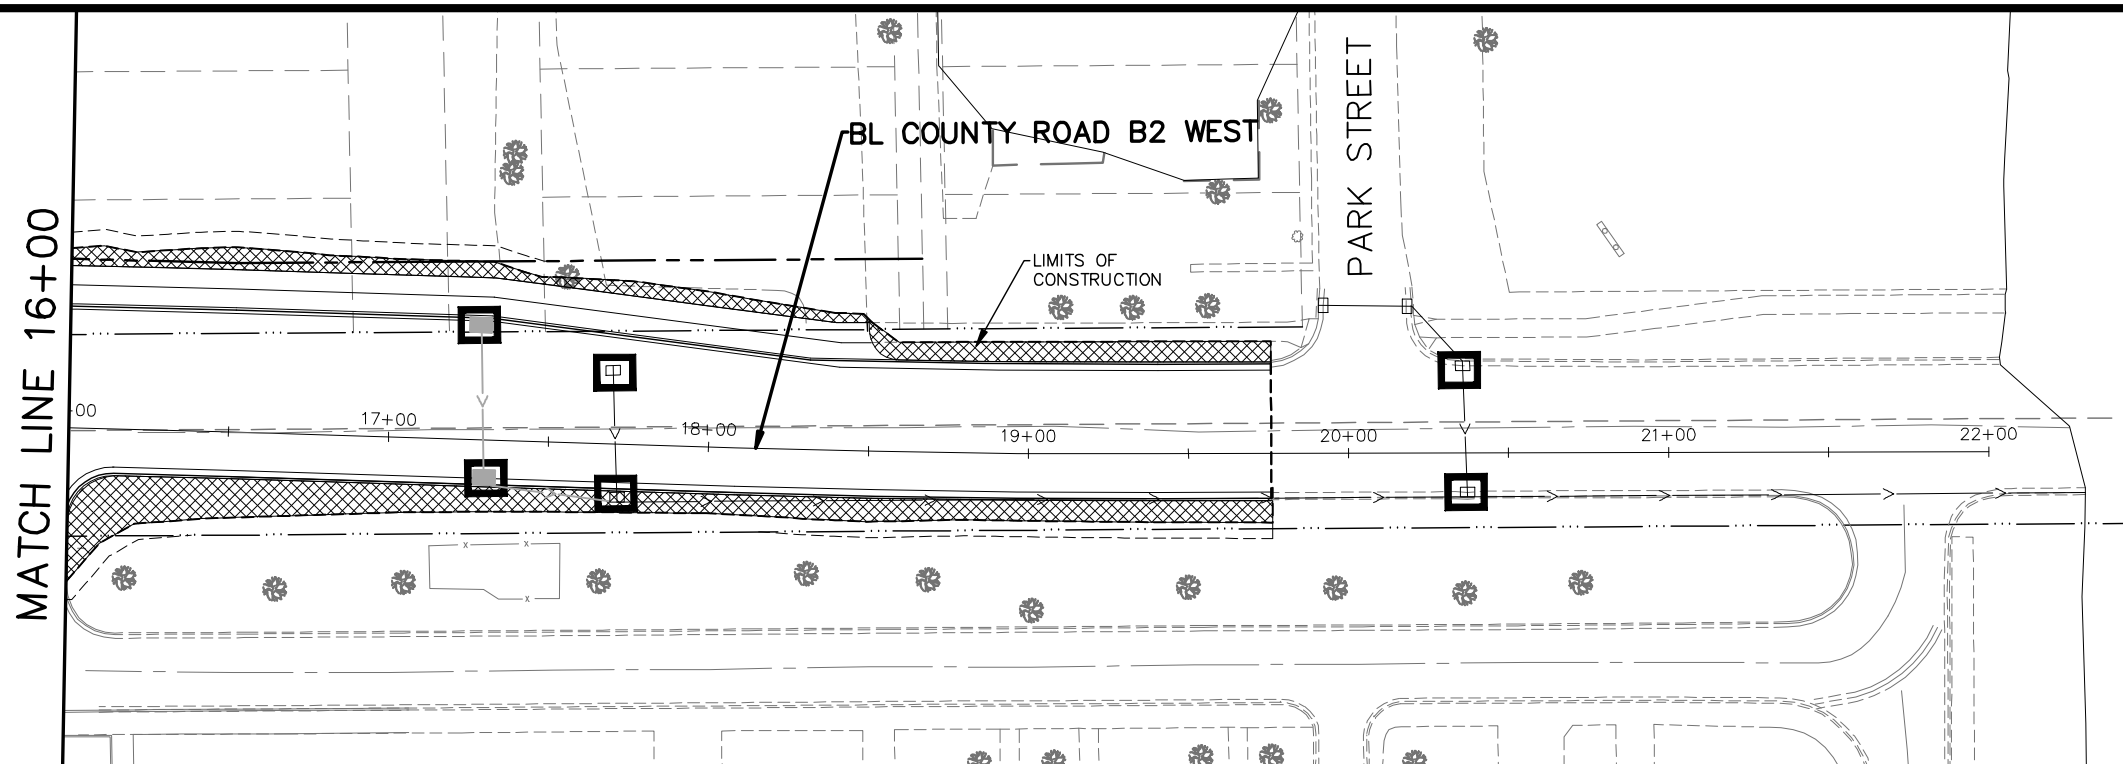 MATCH LINE 16+00
BL COUNTY ROAD B2 WEST
PARK STREET
LIMITS OF
CONSTRUCTION
00
17+00
18+00
19+00
20+00
21+00
22+00
x
x
x